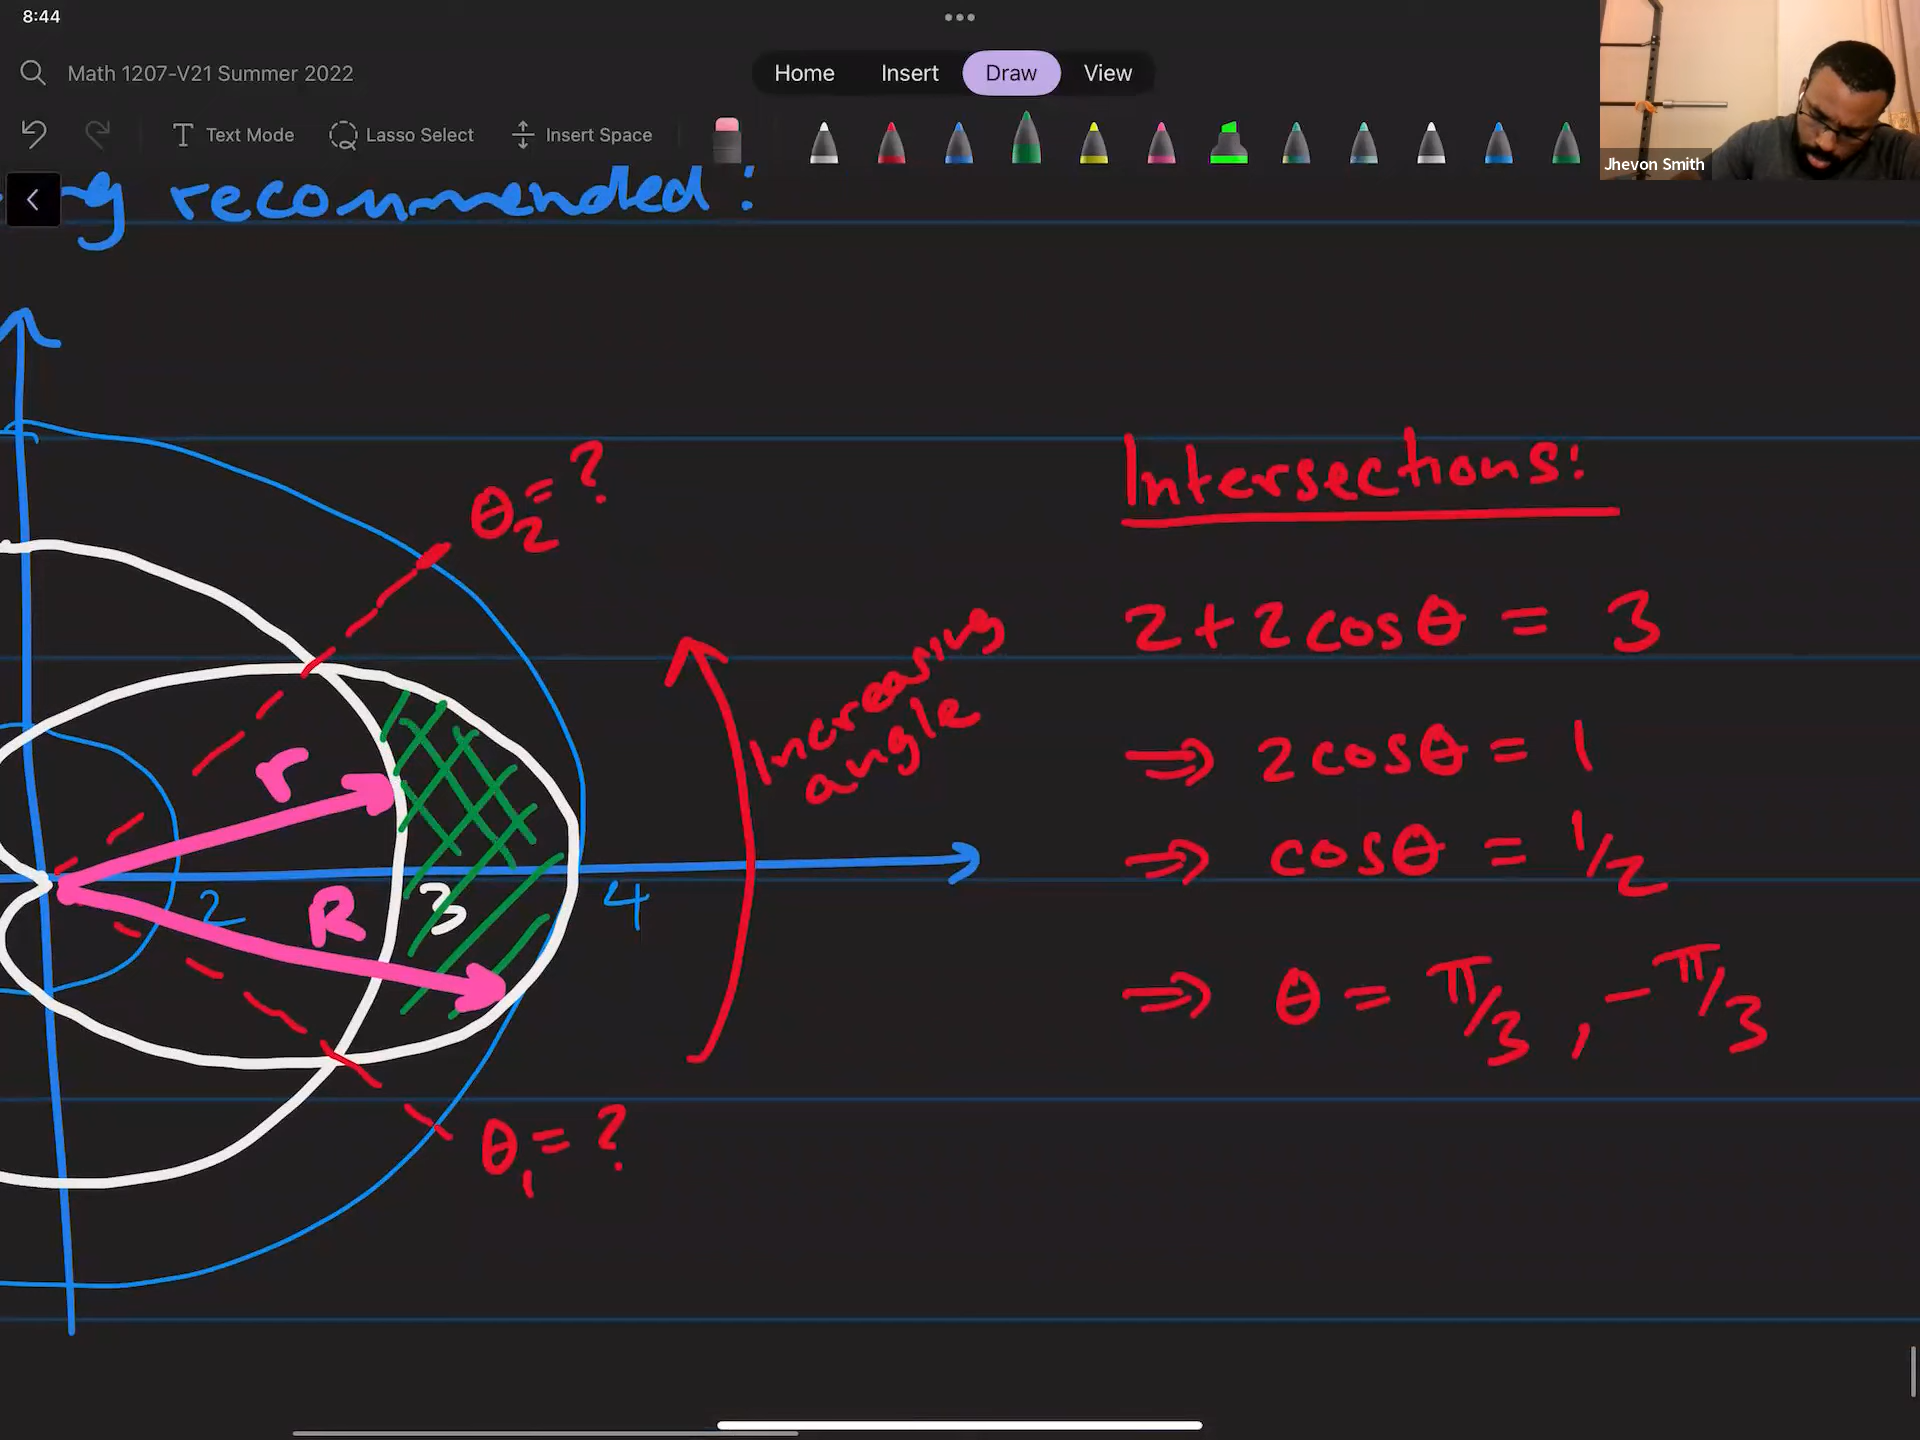 8:44
Math 1207-V21 Summer 2022
Home Insert Draw View
Text Mode Lasso Select Insert Space
Jhevon Smith
recommended:
θ₂ = ?
Intersections:
2 + 2cosθ = 3
Increasing
angle
⇒ 2cosθ = 1
r
⇒ cosθ = 1/2
2 R 3 4
⇒ θ = π/3, -π/3
θ₁ = ?